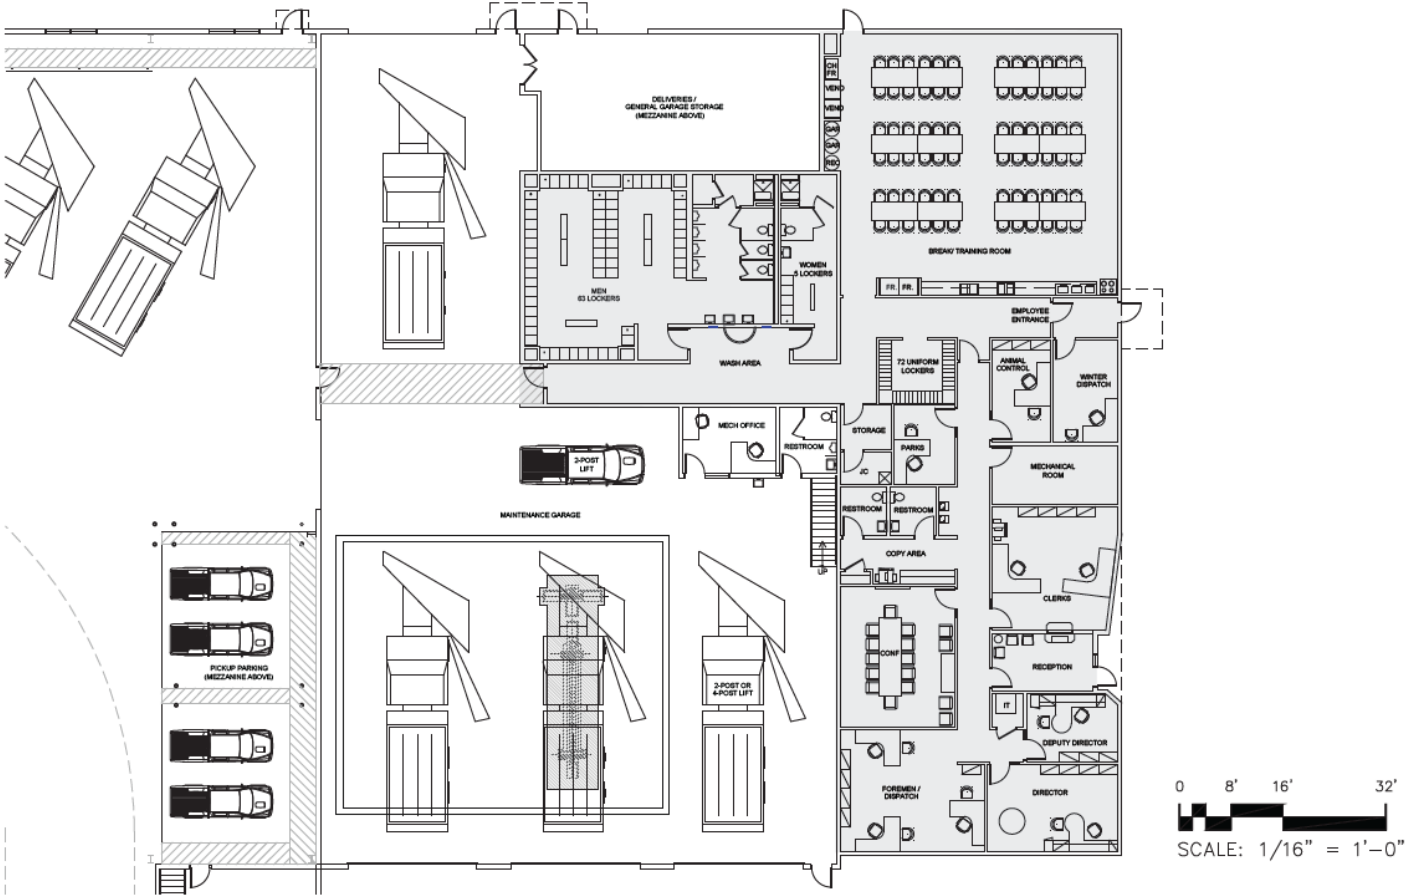 DELIVERIES /
GENERAL GARAGE STORAGE
(MEZZANINE ABOVE)
CH
FR
VEND
VEND
GAR
GAR
REC
BREAK/ TRAINING ROOM
FR. FR.
MEN
63 LOCKERS
WOMEN
5 LOCKERS
WASH AREA
EMPLOYEE
ENTRANCE
72 UNIFORM
LOCKERS
ANIMAL
CONTROL
WINTER
DISPATCH
MECH OFFICE
RESTROOM
STORAGE
PARKS
JC
2-POST
LIFT
MECHANICAL
ROOM
MAINTENANCE GARAGE
RESTROOM
RESTROOM
COPY AREA
UP
CLERKS
CONF
RECEPTION
PICKUP PARKING
(MEZZANINE ABOVE)
2-POST OR
4-POST LIFT
IT
DEPUTY DIRECTOR
FOREMEN /
DISPATCH
DIRECTOR
0 8' 16' 32'
SCALE: 1/16" = 1'-0"